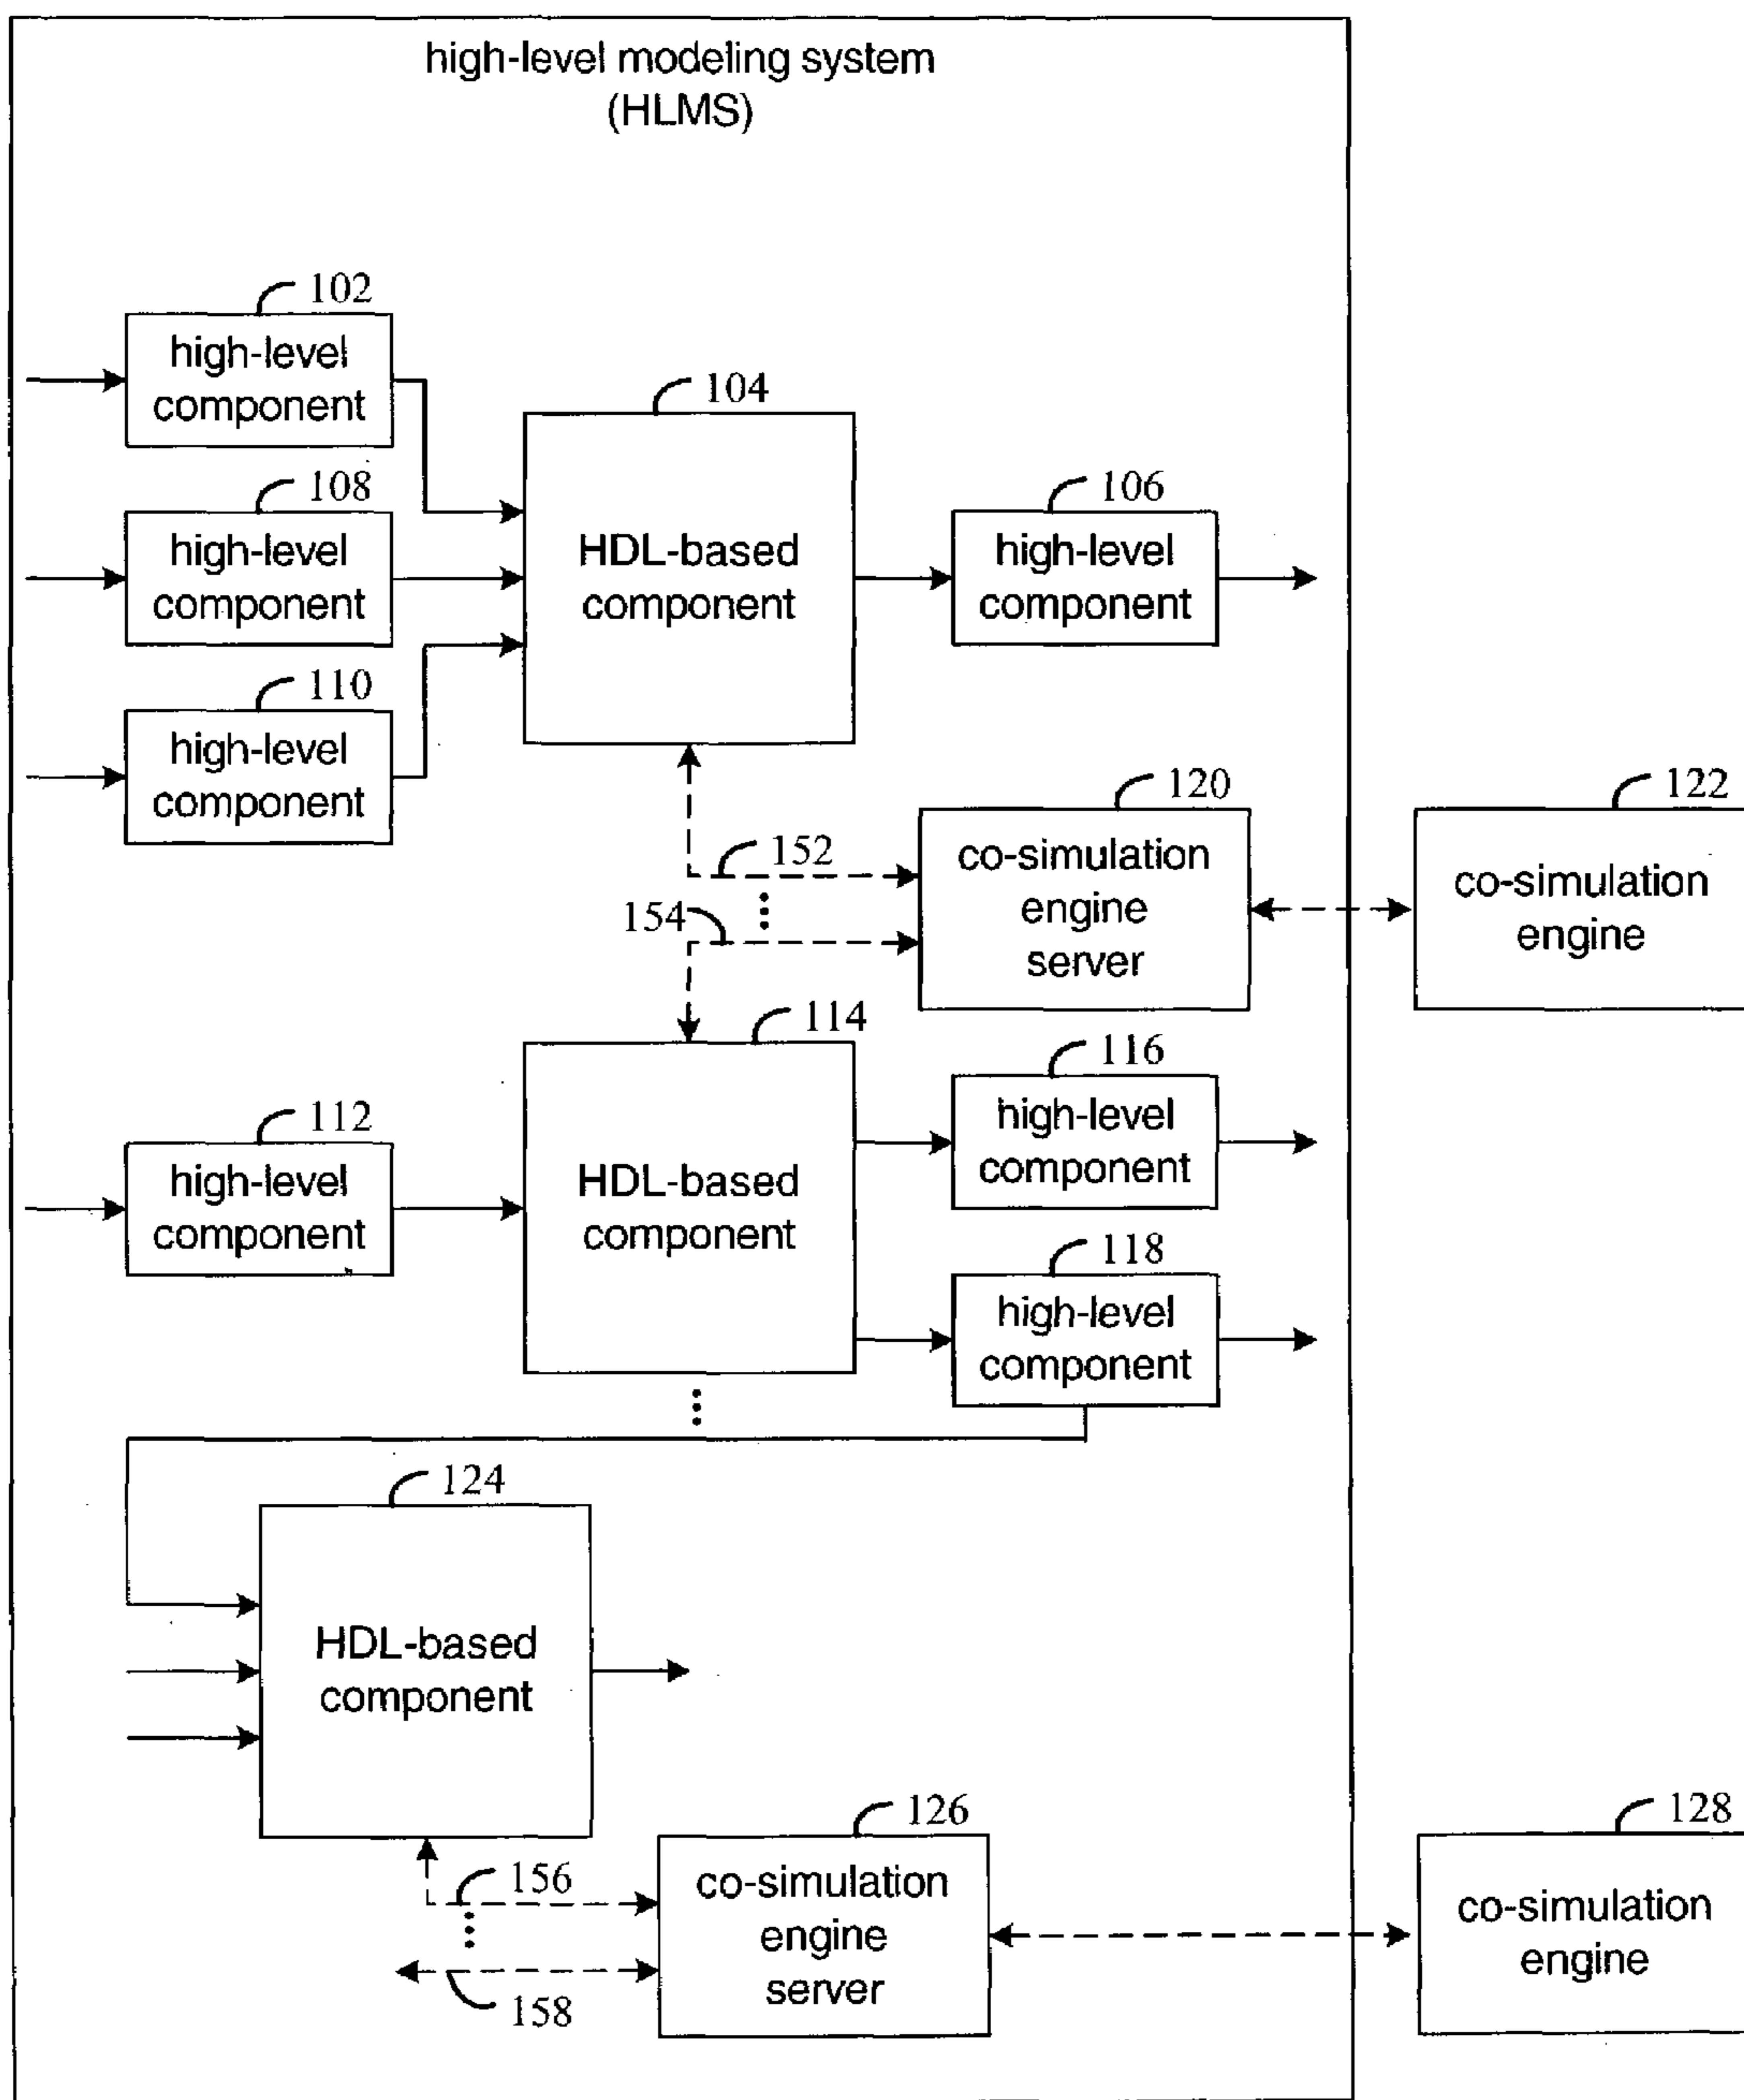 high-level modeling system
(HLMS)
102
high-level
component
104
HDL-based
component
108
high-level
component
106
high-level
component
110
high-level
component
152
154
120
co-simulation
engine
server
122
co-simulation
engine
114
HDL-based
component
112
high-level
component
116
high-level
component
118
high-level
component
124
HDL-based
component
156
158
126
co-simulation
engine
server
128
co-simulation
engine